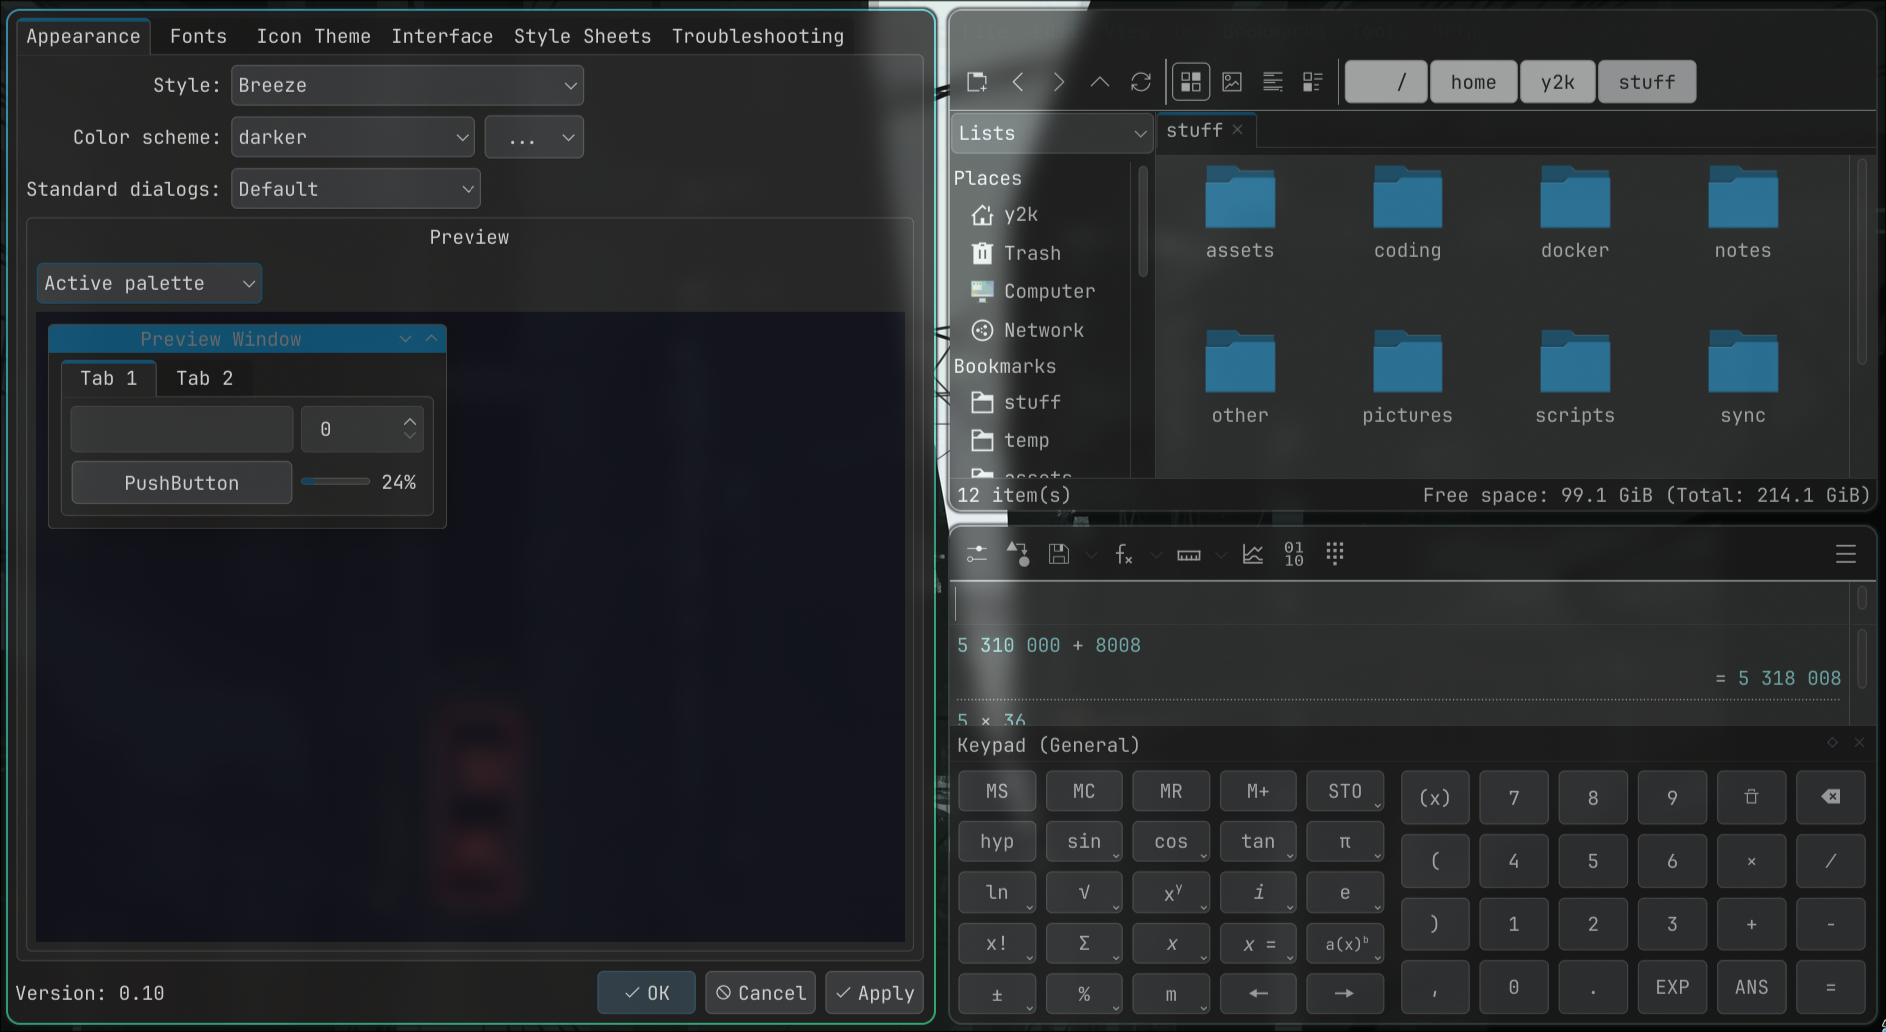 Appearance Fonts Icon Theme Interface Style Sheets Troubleshooting
Style: Breeze
Color scheme: darker ...
Standard dialogs: Default
Preview
Active palette
Preview Window
Tab 1 Tab 2
0
PushButton 24%
Version: 0.10 OK Cancel Apply
/ home y2k stuff
Lists
stuff
Places
y2k
Trash
Computer
Network
Bookmarks
stuff
temp
assets coding docker notes
other pictures scripts sync
12 item(s) Free space: 99.1 GiB (Total: 214.1 GiB)
fx 01 10
5 310 000 + 8008
= 5 318 008
5 × 36
Keypad (General)
MS MC MR M+ STO (x) 7 8 9
hyp sin cos tan π ( 4 5 6 × /
ln √ xʸ i e ) 1 2 3 + -
x! Σ x x = a(x)ᵇ , 0 . EXP ANS =
± % m ← →